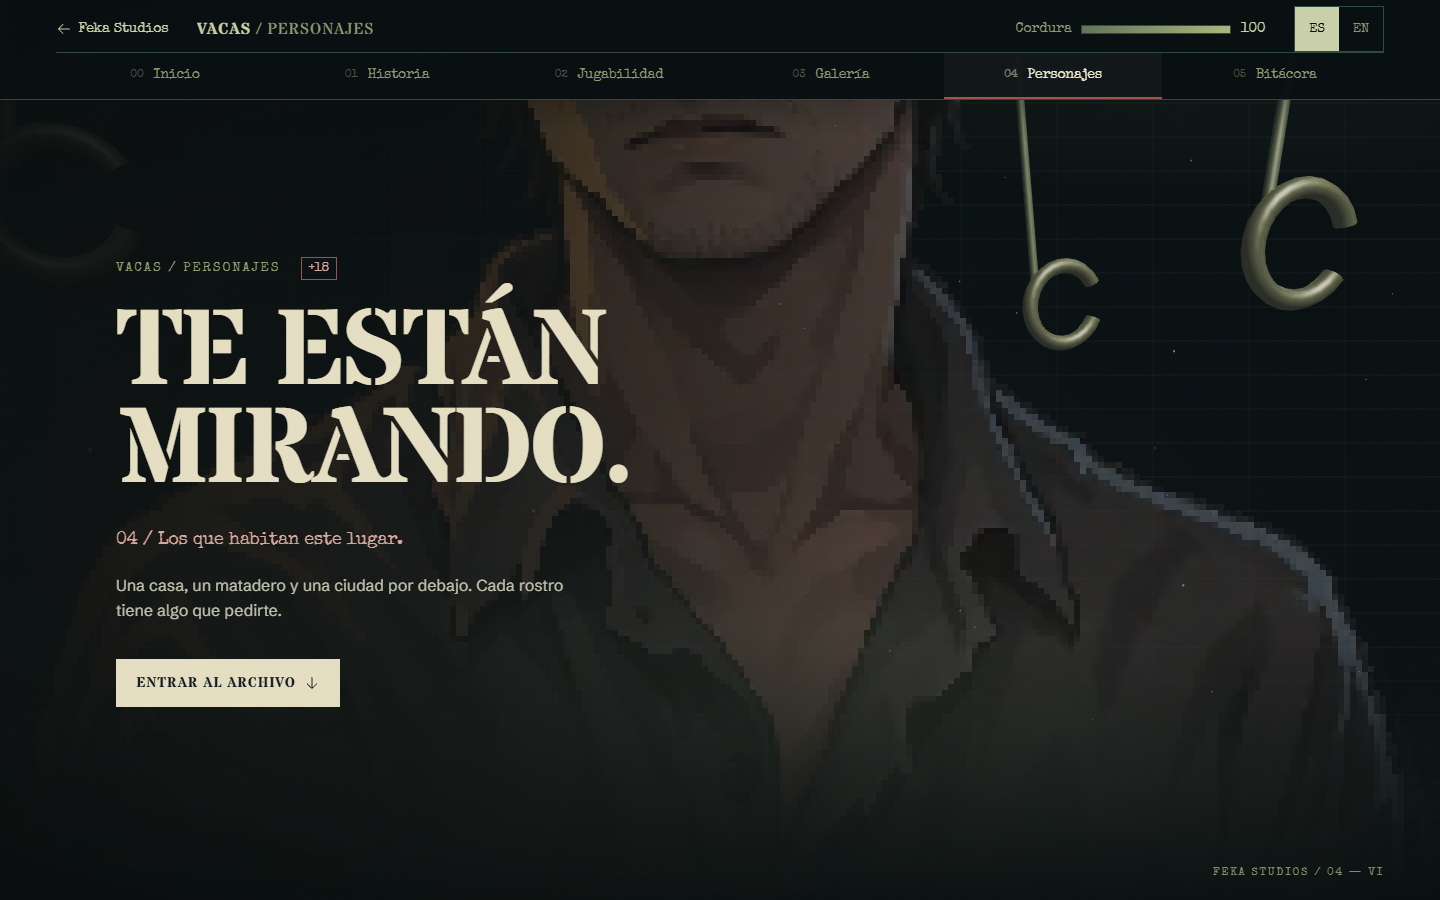 ← Feka Studios VACAS / PERSONAJES Cordura 100 ES EN
00 Inicio 01 Historia 02 Jugabilidad 03 Galería 04 Personajes 05 Bitácora
VACAS / PERSONAJES +18
TE ESTÁN
MIRANDO.
04 / Los que habitan este lugar.
Una casa, un matadero y una ciudad por debajo. Cada rostro
tiene algo que pedirte.
ENTRAR AL ARCHIVO ↓
FEKA STUDIOS / 04 — VI